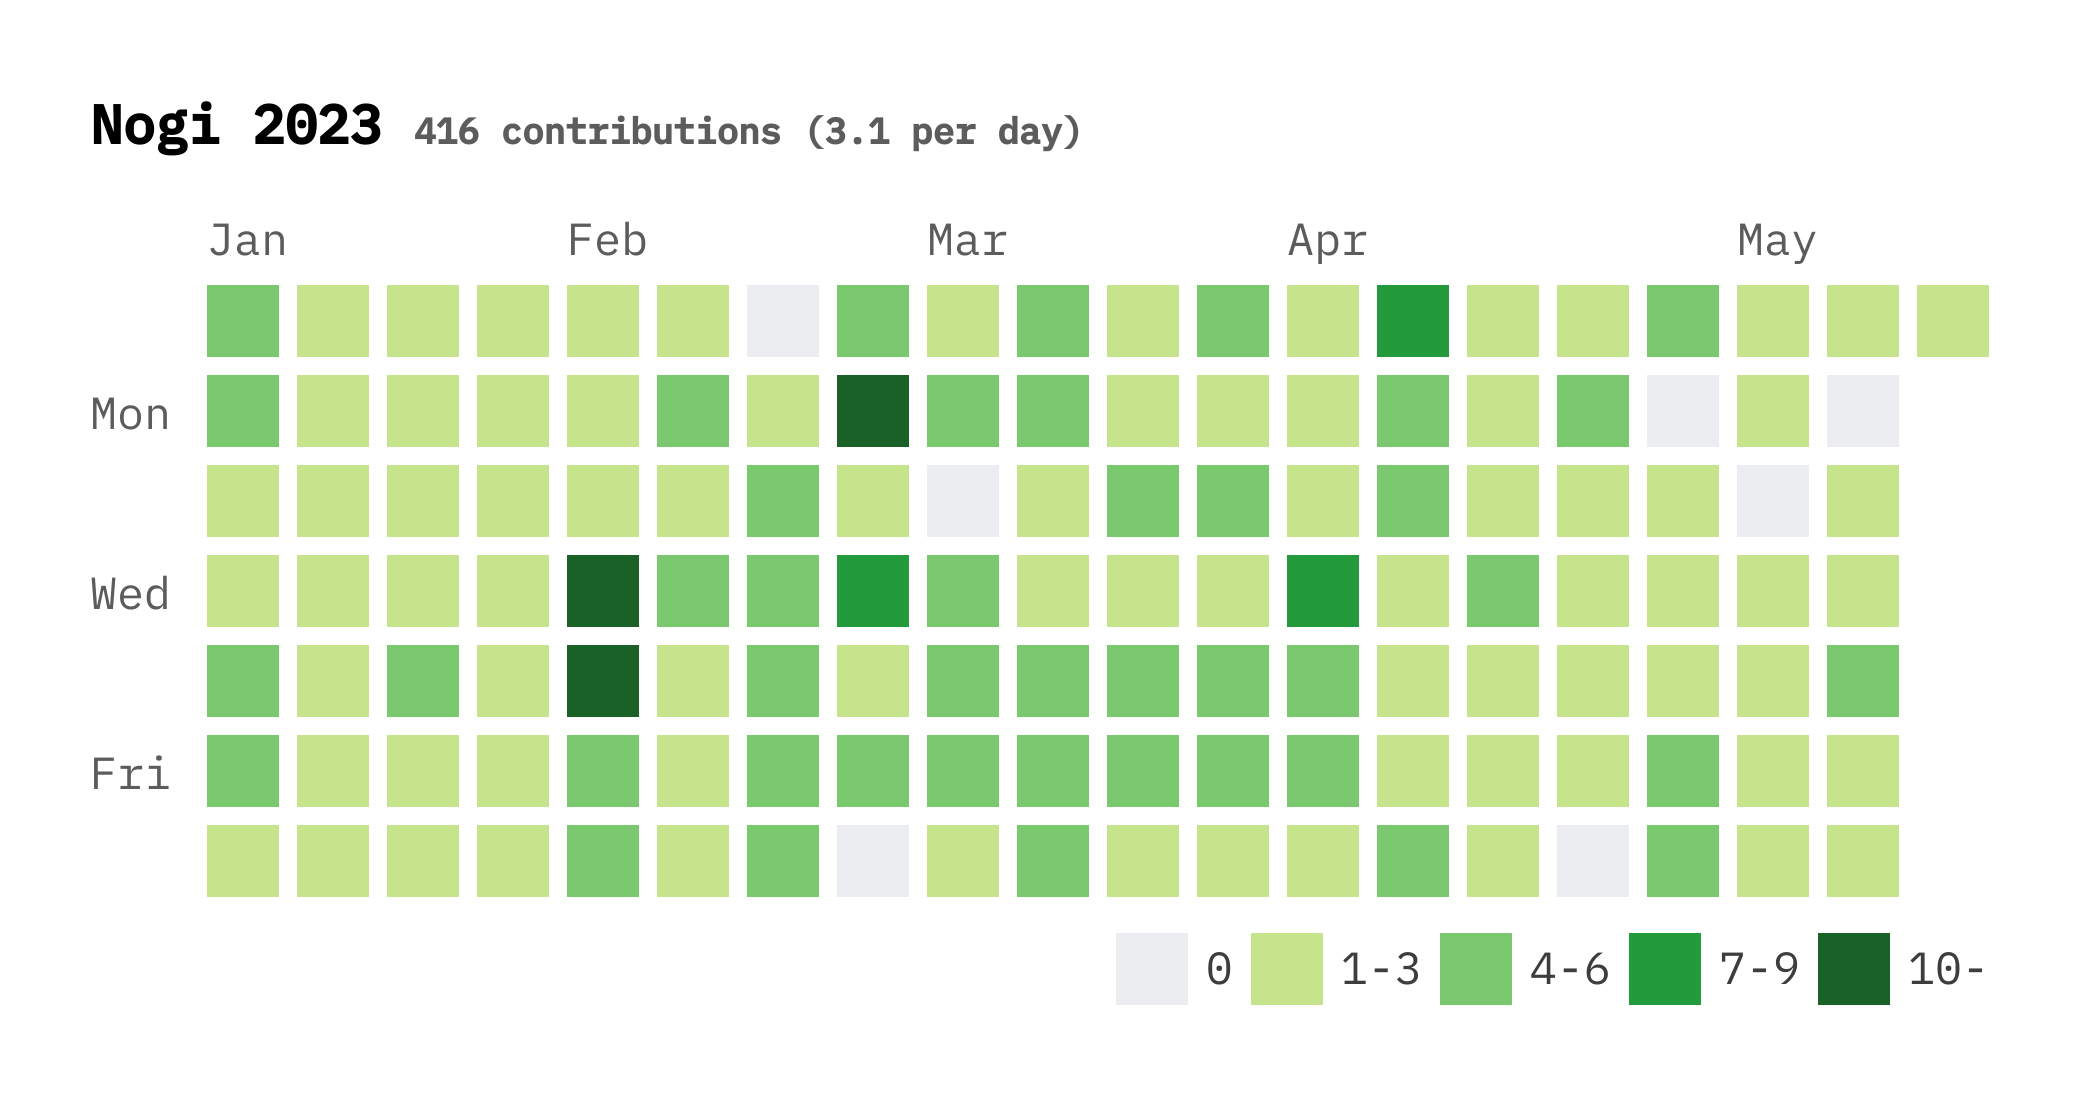 Nogi 2023 416 contributions (3.1 per day)
Jan Feb Mar Apr May
Mon
Wed
Fri
0 1-3 4-6 7-9 10-